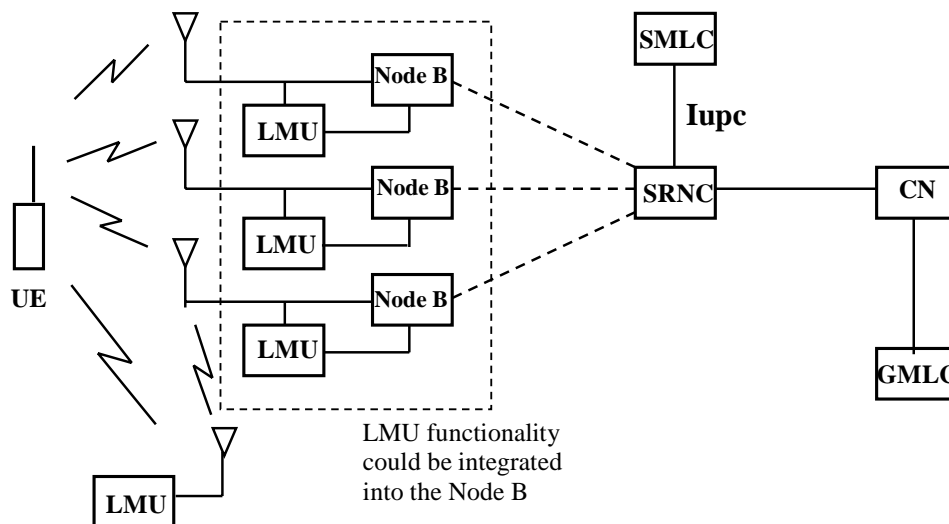 SMLC
Node B
Iupc
LMU
Node B
SRNC
CN
LMU
UE
Node B
LMU
GMLC
LMU functionality
could be integrated
into the Node B
LMU